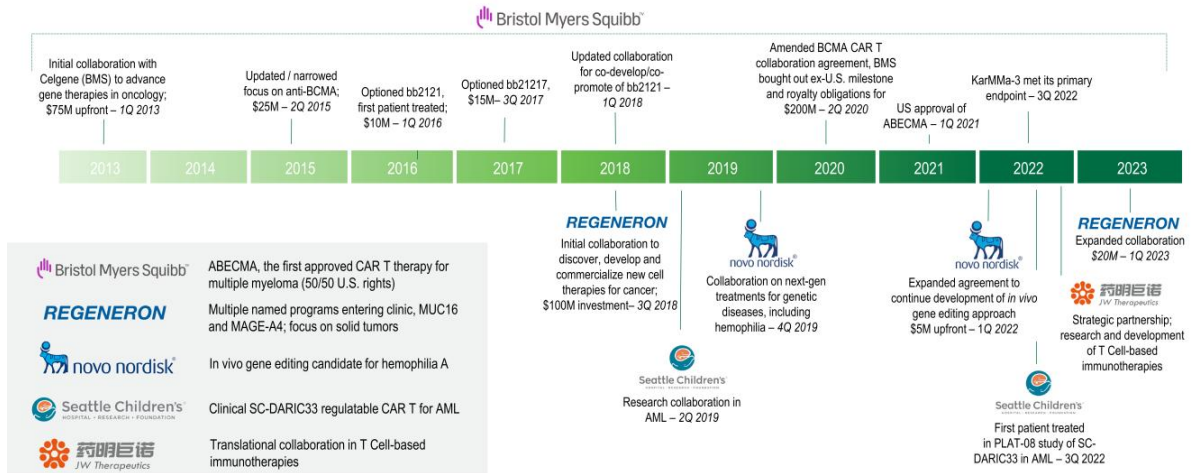 Bristol Myers Squibb™
Initial collaboration with
Celgene (BMS) to advance
gene therapies in oncology;
$75M upfront – 1Q 2013
Updated / narrowed
focus on anti-BCMA;
$25M – 2Q 2015
Optioned bb2121,
first patient treated;
$10M – 1Q 2016
Optioned bb21217,
$15M– 3Q 2017
Updated collaboration
for co-develop/co-
promote of bb2121 –
1Q 2018
Amended BCMA CAR T
collaboration agreement, BMS
bought out ex-U.S. milestone
and royalty obligations for
$200M – 2Q 2020
US approval of
ABECMA – 1Q 2021
KarMMa-3 met its primary
endpoint – 3Q 2022
2013 2014 2015 2016 2017 2018 2019 2020 2021 2022 2023
REGENERON
Initial collaboration to
discover, develop and
commercialize new cell
therapies for cancer;
$100M investment– 3Q 2018
Seattle Children's
HOSPITAL • RESEARCH • FOUNDATION
Research collaboration in
AML – 2Q 2019
novo nordisk®
Collaboration on next-gen
treatments for genetic
diseases, including
hemophilia – 4Q 2019
novo nordisk®
Expanded agreement to
continue development of in vivo
gene editing approach
$5M upfront – 1Q 2022
Seattle Children's
HOSPITAL • RESEARCH • FOUNDATION
First patient treated
in PLAT-08 study of SC-
DARIC33 in AML – 3Q 2022
REGENERON
Expanded collaboration
$20M – 1Q 2023
药明巨诺
JW Therapeutics
Strategic partnership;
research and development
of T Cell-based
immunotherapies
Bristol Myers Squibb™
ABECMA, the first approved CAR T therapy for
multiple myeloma (50/50 U.S. rights)
REGENERON
Multiple named programs entering clinic, MUC16
and MAGE-A4; focus on solid tumors
novo nordisk®
In vivo gene editing candidate for hemophilia A
Seattle Children's®
HOSPITAL • RESEARCH • FOUNDATION
Clinical SC-DARIC33 regulatable CAR T for AML
药明巨诺
JW Therapeutics
Translational collaboration in T Cell-based
immunotherapies